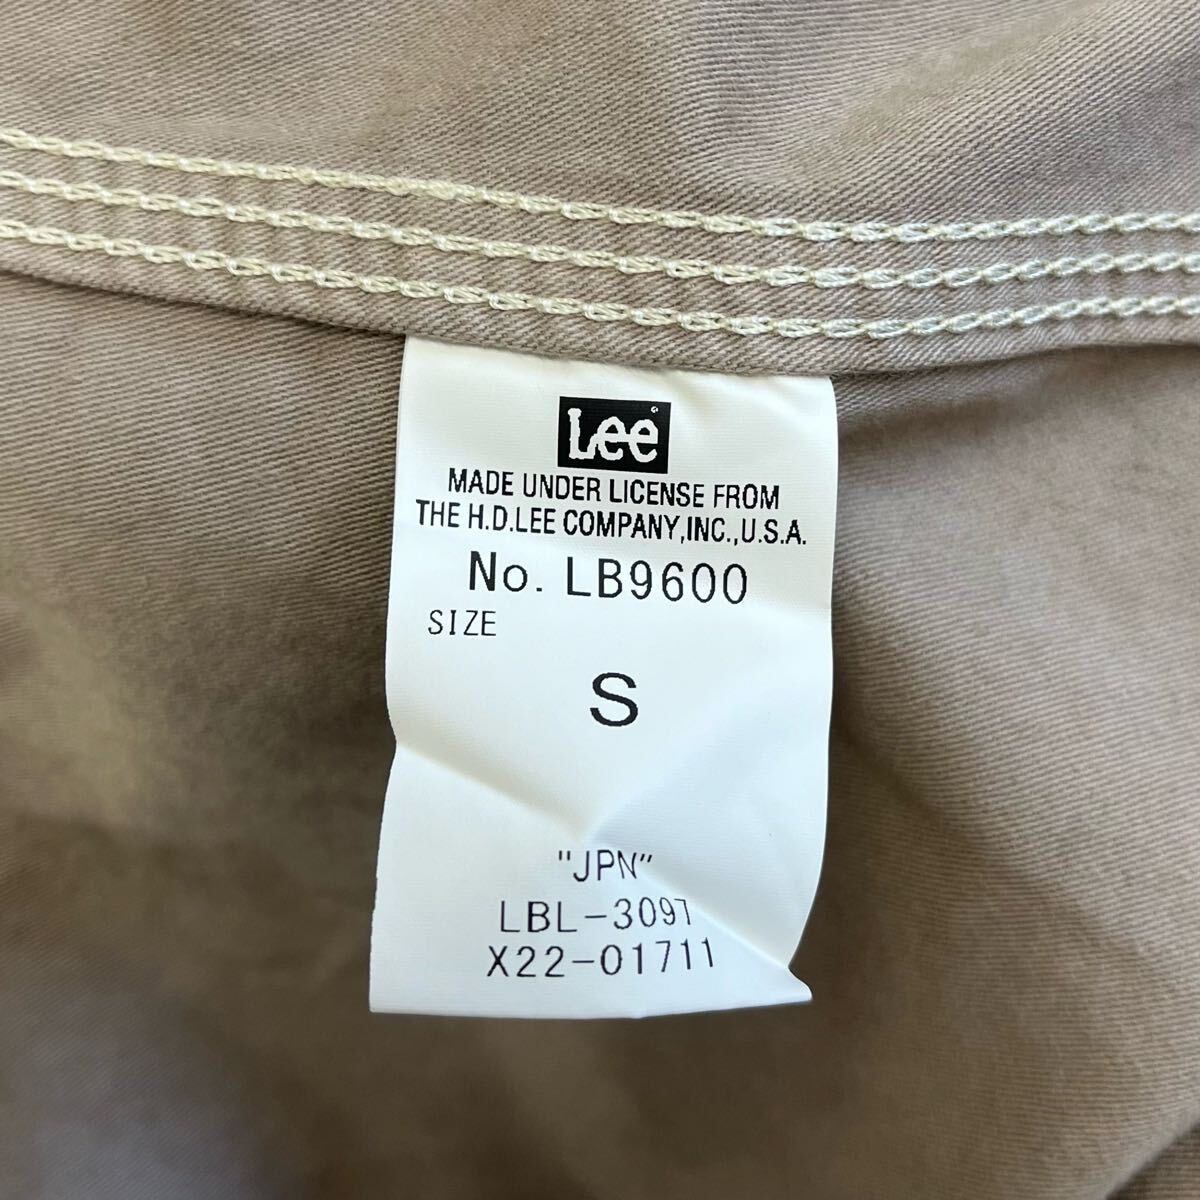 Lee®
MADE UNDER LICENSE FROM
THE H.D.LEE COMPANY,INC.,U.S.A.
No. LB9600
SIZE
S
"JPN"
LBL-3097
X22-01711